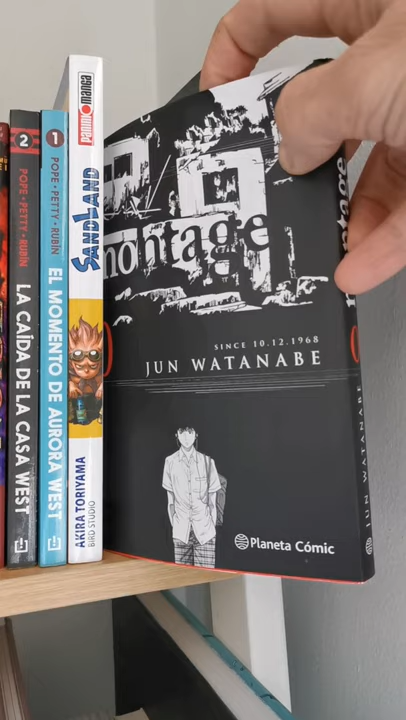 2
POPE · PETTY · RUBÍN
LA CAÍDA DE LA CASA WEST
1
POPE · PETTY · RUBÍN
EL MOMENTO DE AURORA WEST
panini manga
SANDLAND
AKIRA TORIYAMA
BIRD STUDIO
montage
SINCE 10.12.1968
JUN WATANABE
Planeta Cómic
JUN WATANABE